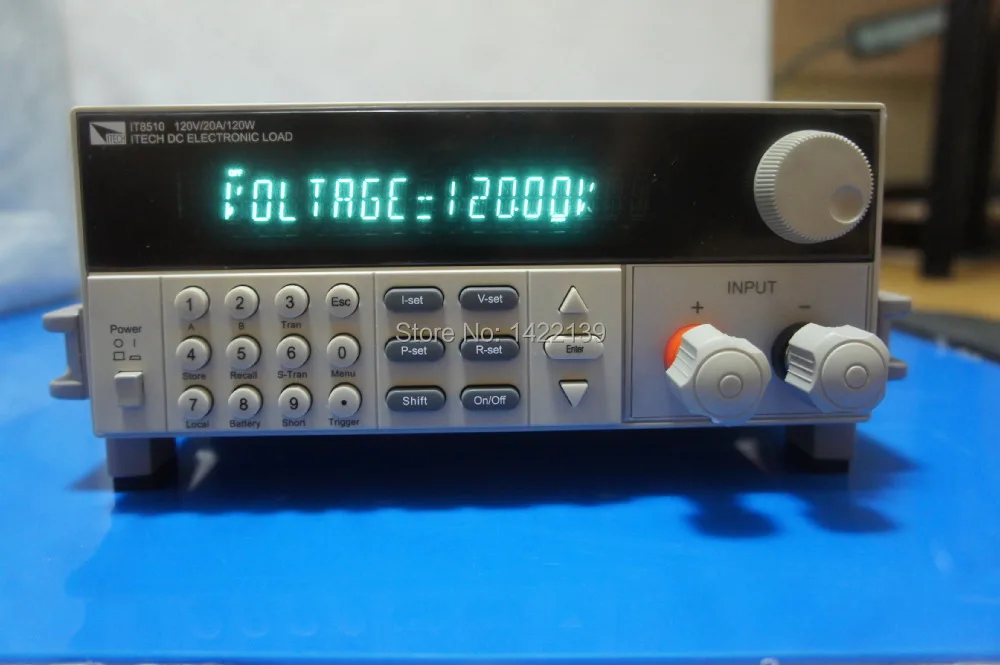 ITECH
IT8510 120V/20A/120W
ITECH DC ELECTRONIC LOAD
VOLTAGE=120.00V
INPUT
+ −
Power
O I
1 2 3 Esc
A B Tran
4 5 6 0
Store Recall S-Tran Menu
7 8 9 •
Local Battery Short Trigger
I-set V-set
P-set R-set
Shift On/Off
Enter
Store No: 1422139